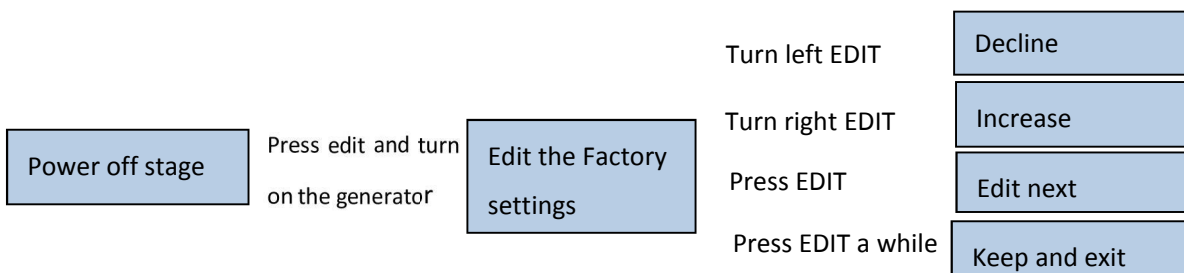 Power off stage
Press edit and turn
on the generator
Edit the Factory
settings
Turn left EDIT
Decline
Turn right EDIT
Increase
Press EDIT
Edit next
Press EDIT a while
Keep and exit